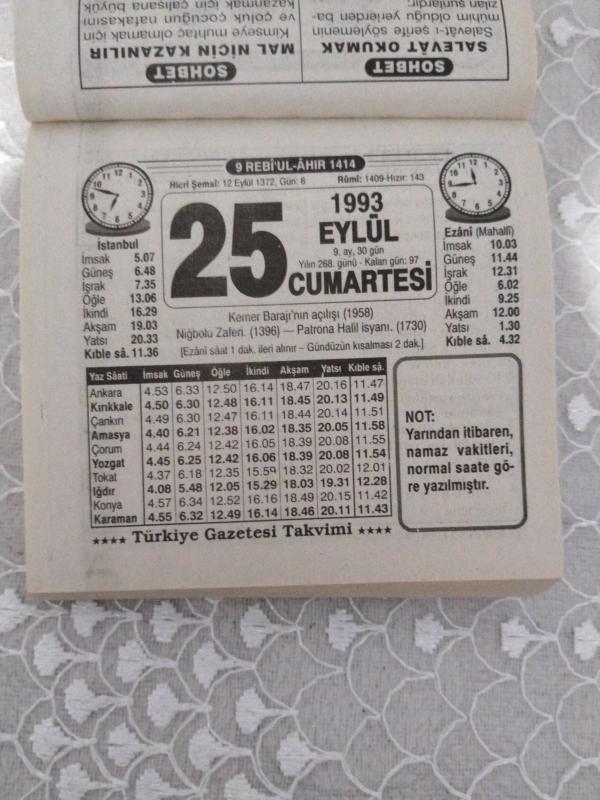 ve çoluk çocuğun nafakasını
kazanmak için çalışana büyük
Kimseye muhtaç olmamak için
MAL NİÇİN KAZANILIR
SOHBET
mühim olduğu yerlerden ba-
zıları şunlardır:
Salevât-ı şerîfe söylemenin
SALEVÂT OKUMAK
SOHBET
9 REBÎ'UL-ÂHIR 1414
Hicrî Şemsî: 12 Eylül 1372, Gün: 6
Rûmî: 1409-Hızır: 143
25
1993
EYLÜL
9. ay, 30 gün
Yılın 268. günü - Kalan gün: 97
CUMARTESİ
İstanbul
İmsak 5.07
Güneş 6.48
İşrak 7.35
Öğle 13.06
İkindi 16.29
Akşam 19.03
Yatsı 20.33
Kıble sâ. 11.36
Ezânî (Mahallî)
İmsak 10.03
Güneş 11.44
İşrak 12.31
Öğle 6.02
İkindi 9.25
Akşam 12.00
Yatsı 1.30
Kıble sâ. 4.32
Kemer Barajı'nın açılışı (1958)
Niğbolu Zaferi. (1396) — Patrona Halil isyanı. (1730)
[Ezânî sâat 1 dak. ileri alınır – Gündüzün kısalması 2 dak.]
Yaz Sâati İmsak Güneş Öğle İkindi Akşam Yatsı Kıble sâ.
Ankara 4.53 6.33 12.50 16.14 18.47 20.16 11.47
Kırıkkale 4.50 6.30 12.48 16.11 18.45 20.13 11.49
Çankırı 4.49 6.30 12.47 16.11 18.44 20.14 11.51
Amasya 4.40 6.21 12.38 16.02 18.35 20.05 11.58
Çorum 4.44 6.24 12.42 16.05 18.39 20.08 11.55
Yozgat 4.45 6.25 12.42 16.06 18.39 20.08 11.54
Tokat 4.37 6.18 12.35 15.59 18.32 20.02 12.01
Iğdır 4.08 5.48 12.05 15.29 18.03 19.31 12.28
Konya 4.57 6.34 12.52 16.16 18.49 20.15 11.42
Karaman 4.55 6.32 12.49 16.14 18.46 20.11 11.43
NOT:
Yarından itibaren,
namaz vakitleri,
normal saate gö-
re yazılmıştır.
★★★★ Türkiye Gazetesi Takvimi ★★★★